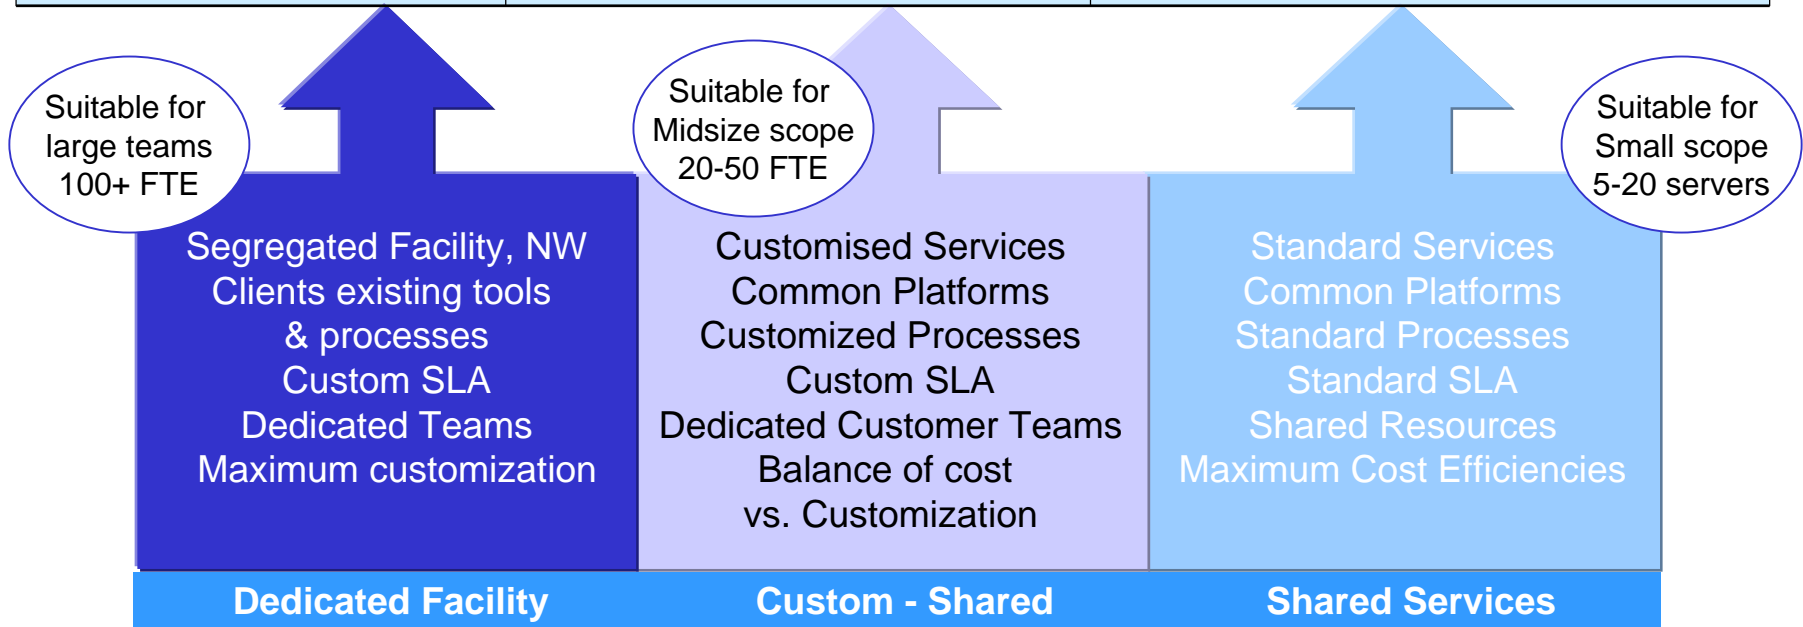 Suitable for
large teams
100+ FTE
Suitable for
Midsize scope
20-50 FTE
Suitable for
Small scope
5-20 servers
Segregated Facility, NW
Clients existing tools
& processes
Custom SLA
Dedicated Teams
Maximum customization
Customised Services
Common Platforms
Customized Processes
Custom SLA
Dedicated Customer Teams
Balance of cost
vs. Customization
Standard Services
Common Platforms
Standard Processes
Standard SLA
Shared Resources
Maximum Cost Efficiencies
Dedicated Facility
Custom - Shared
Shared Services